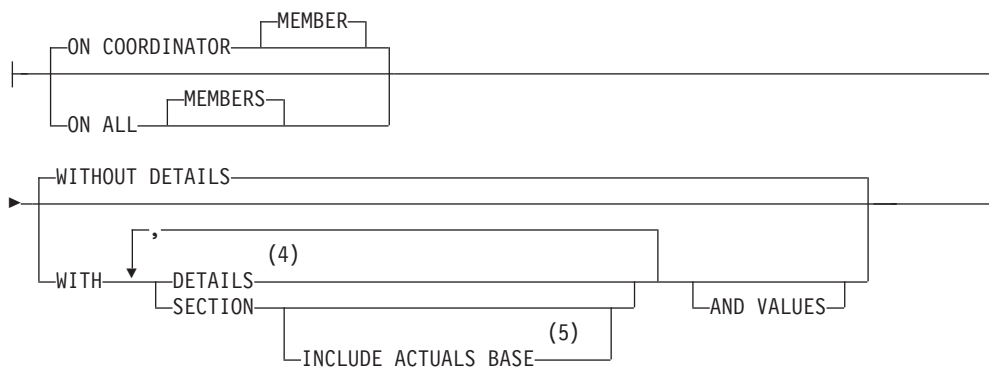 MEMBER
ON COORDINATOR
MEMBERS
ON ALL
WITHOUT DETAILS
,
(4)
WITH DETAILS
SECTION AND VALUES
(5)
INCLUDE ACTUALS BASE